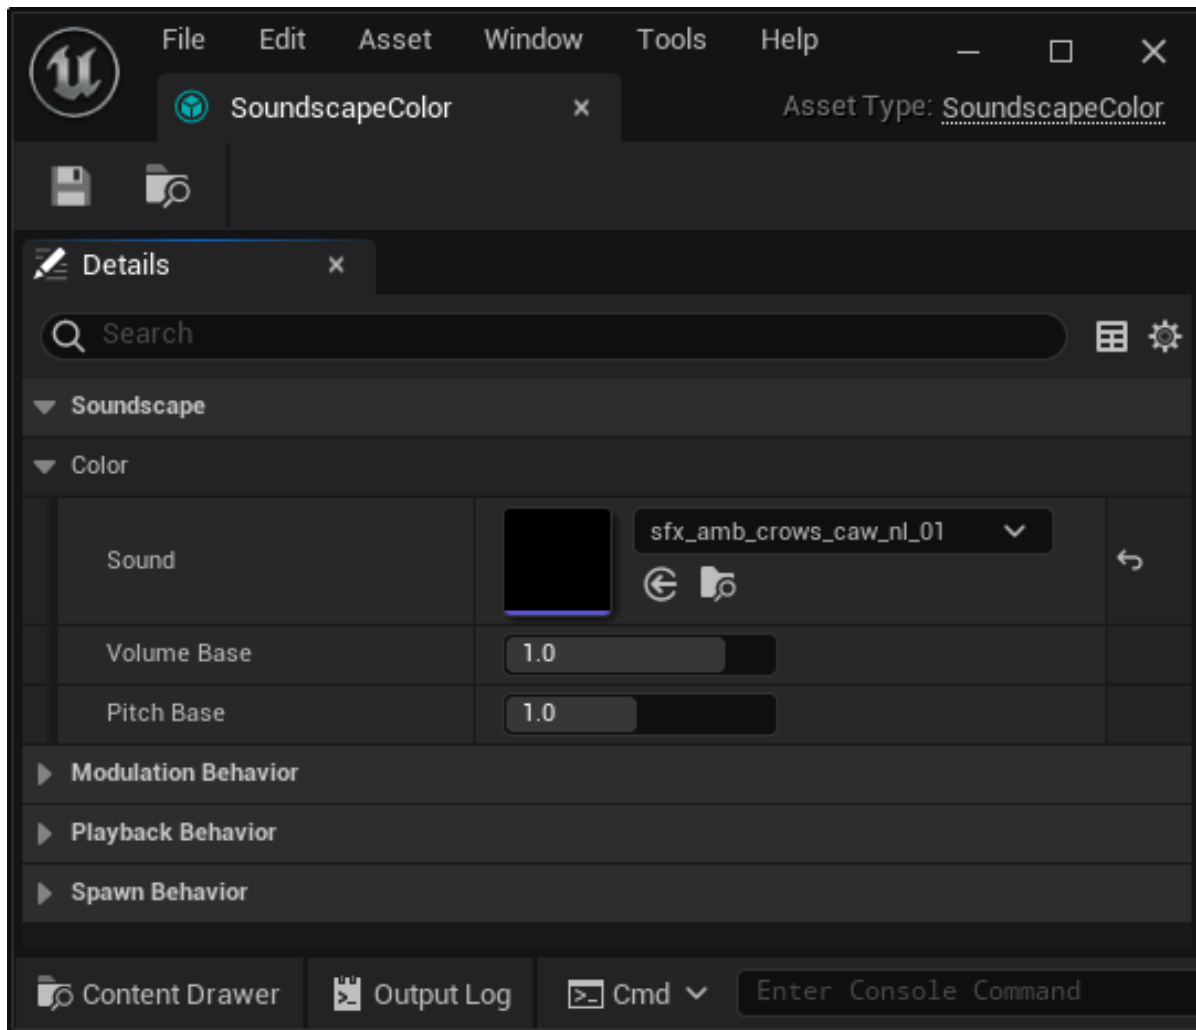 File Edit Asset Window Tools Help
SoundscapeColor
Asset Type: SoundscapeColor
Details
Search
Soundscape
Color
Sound
sfx_amb_crows_caw_nl_01
Volume Base
1.0
Pitch Base
1.0
Modulation Behavior
Playback Behavior
Spawn Behavior
Content Drawer
Output Log
Cmd
Enter Console Command